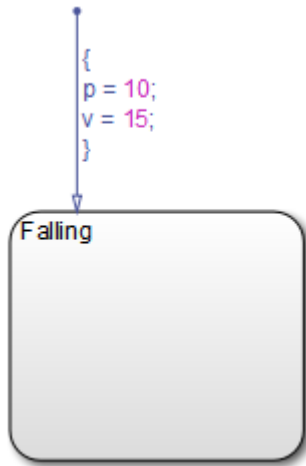 {
p = 10;
v = 15;
}
Falling